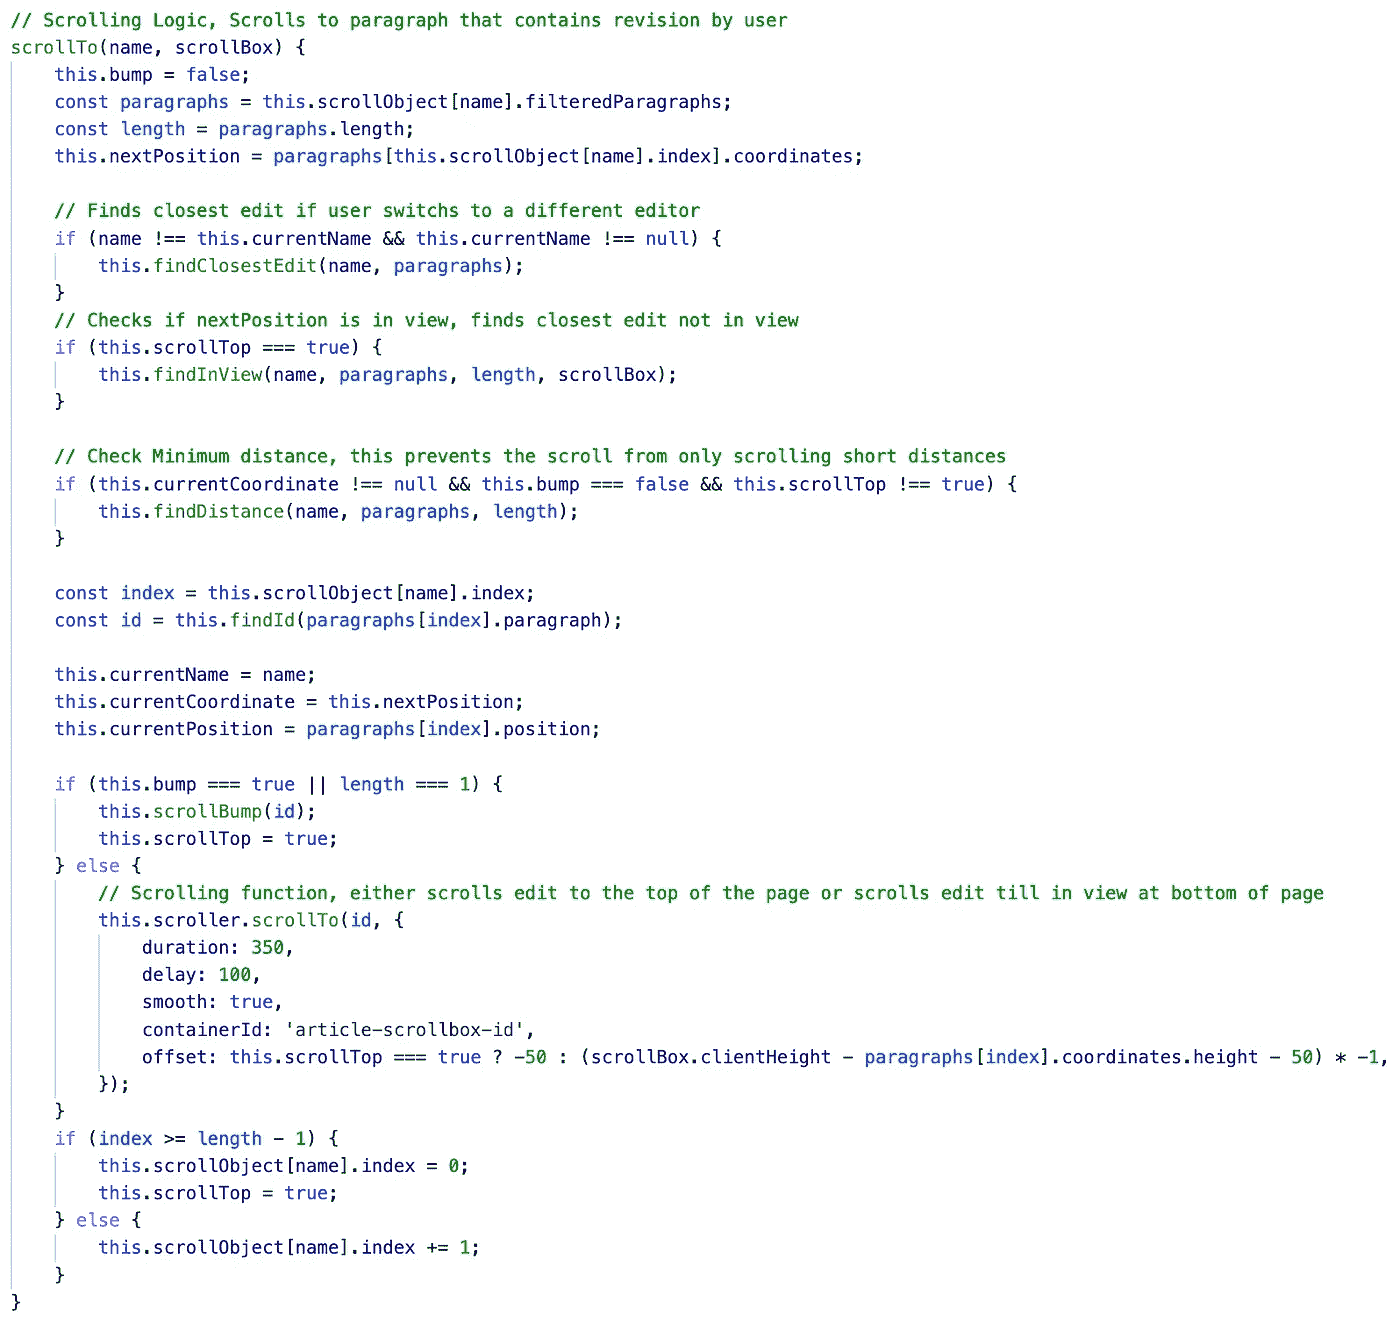 // Scrolling Logic, Scrolls to paragraph that contains revision by user
scrollTo(name, scrollBox) {
    this.bump = false;
    const paragraphs = this.scrollObject[name].filteredParagraphs;
    const length = paragraphs.length;
    this.nextPosition = paragraphs[this.scrollObject[name].index].coordinates;

    // Finds closest edit if user switchs to a different editor
    if (name !== this.currentName && this.currentName !== null) {
        this.findClosestEdit(name, paragraphs);
    }
    // Checks if nextPosition is in view, finds closest edit not in view
    if (this.scrollTop === true) {
        this.findInView(name, paragraphs, length, scrollBox);
    }

    // Check Minimum distance, this prevents the scroll from only scrolling short distances
    if (this.currentCoordinate !== null && this.bump === false && this.scrollTop !== true) {
        this.findDistance(name, paragraphs, length);
    }

    const index = this.scrollObject[name].index;
    const id = this.findId(paragraphs[index].paragraph);

    this.currentName = name;
    this.currentCoordinate = this.nextPosition;
    this.currentPosition = paragraphs[index].position;

    if (this.bump === true || length === 1) {
        this.scrollBump(id);
        this.scrollTop = true;
    } else {
        // Scrolling function, either scrolls edit to the top of the page or scrolls edit till in view at bottom of page
        this.scroller.scrollTo(id, {
            duration: 350,
            delay: 100,
            smooth: true,
            containerId: 'article-scrollbox-id',
            offset: this.scrollTop === true ? -50 : (scrollBox.clientHeight - paragraphs[index].coordinates.height - 50) * -1,
        });
    }
    if (index >= length - 1) {
        this.scrollObject[name].index = 0;
        this.scrollTop = true;
    } else {
        this.scrollObject[name].index += 1;
    }
}